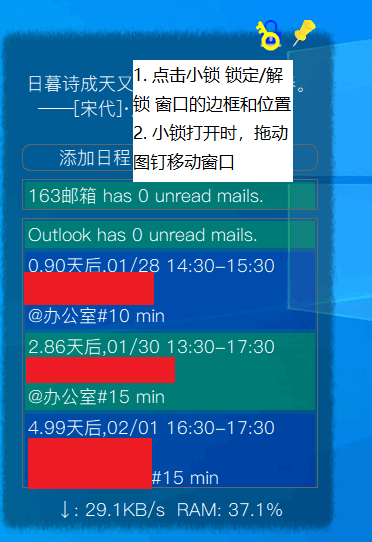 日暮诗成天又
——[宋代]
1. 点击小锁 锁定/解
锁 窗口的边框和位置
2. 小锁打开时，拖动
图钉移动窗口
添加日程
163邮箱 has 0 unread mails.
Outlook has 0 unread mails.
0.90天后,01/28 14:30-15:30
@办公室#10 min
2.86天后,01/30 13:30-17:30
@办公室#15 min
4.99天后,02/01 16:30-17:30
#15 min
↓: 29.1KB/s RAM: 37.1%